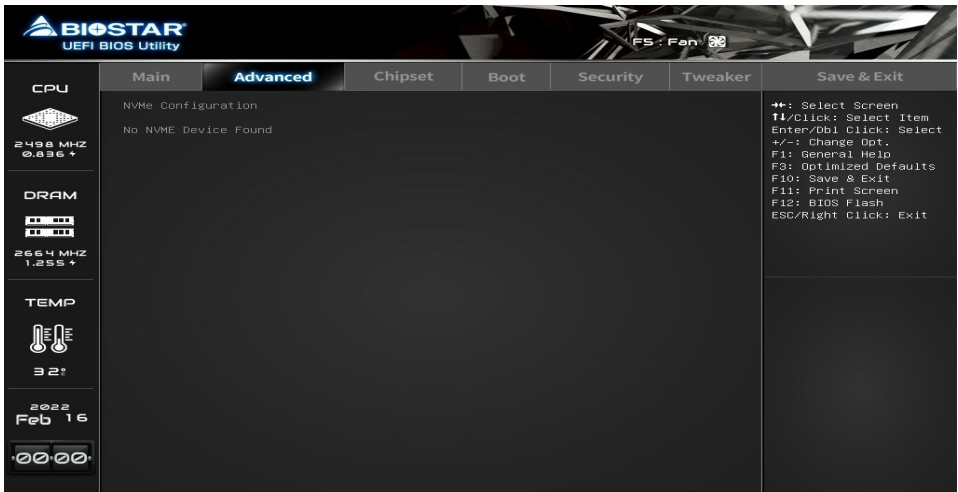 BIOSTAR
UEFI BIOS Utility
F5 : Fan
Main Advanced Chipset Boot Security Tweaker Save & Exit
CPU
2498 MHZ
0.836
DRAM
2664 MHZ
1.255
TEMP
32°C
2022
Feb 16
00:00
NVMe Configuration
No NVME Device Found
→←: Select Screen
↑↓/Click: Select Item
Enter/Dbl Click: Select
+/-: Change Opt.
F1: General Help
F3: Optimized Defaults
F10: Save & Exit
F11: Print Screen
F12: BIOS Flash
ESC/Right Click: Exit